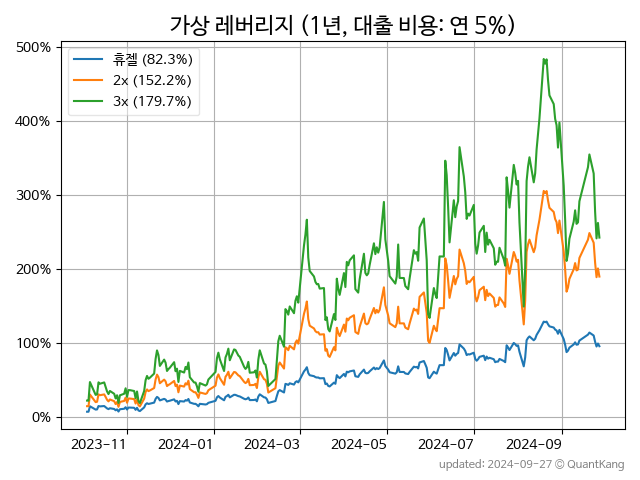 가상 레버리지 (1년, 대출 비용: 연 5%)
500%
400%
300%
200%
100%
0%
휴젤 (82.3%)
2x (152.2%)
3x (179.7%)
2023-11
2024-01
2024-03
2024-05
2024-07
2024-09
updated: 2024-09-27 © QuantKang